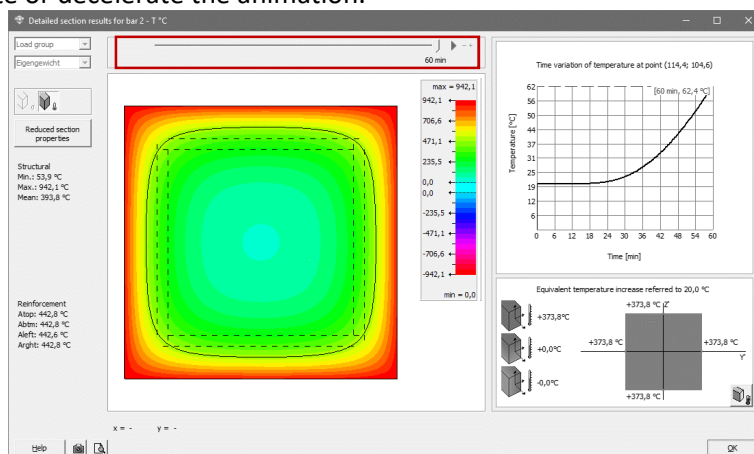 ce or decelerate the animation.
Detailed section results for bar 2 - T °C
Load group
Eigengewicht
Reduced section
properties
Structural
Min.: 53,9 °C
Max.: 942,1 °C
Mean: 393,8 °C
Reinforcement
Atop: 442,8 °C
Abtm: 442,8 °C
Aleft: 442,6 °C
Arght: 442,8 °C
60 min
max = 942,1
942,1
706,6
471,1
235,5
0,0
0,0
-235,5
-471,1
-706,6
-942,1
min = 0,0
x = - y = -
Time variation of temperature at point (114,4; 104,6)
[60 min, 62,4 °C]
Temperature [°C]
62
56
50
44
37
31
25
19
12
6
0 6 12 18 24 30 36 42 48 54 60
Time [min]
Equivalent temperature increase referred to 20,0 °C
+373,8°C
+0,0°C
-0,0°C
+373,8 °C Z'
+373,8 °C +373,8 °C
Y'
+373,8 °C
Help
OK